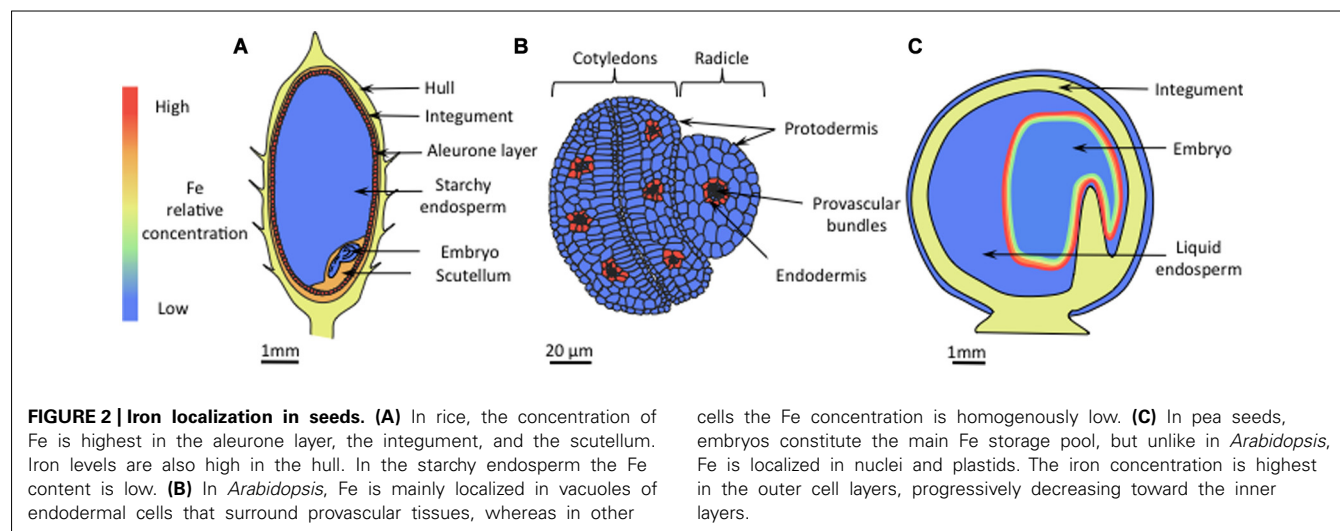 A
B
C
High
Fe
relative
concentration
Low
Hull
Integument
Aleurone layer
Starchy
endosperm
Embryo
Scutellum
1mm
Cotyledons
Radicle
Protodermis
Provascular
bundles
Endodermis
20 µm
Integument
Embryo
Liquid
endosperm
1mm
FIGURE 2 | Iron localization in seeds. (A) In rice, the concentration of
Fe is highest in the aleurone layer, the integument, and the scutellum.
Iron levels are also high in the hull. In the starchy endosperm the Fe
content is low. (B) In Arabidopsis, Fe is mainly localized in vacuoles of
endodermal cells that surround provascular tissues, whereas in other
cells the Fe concentration is homogenously low. (C) In pea seeds,
embryos constitute the main Fe storage pool, but unlike in Arabidopsis,
Fe is localized in nuclei and plastids. The iron concentration is highest
in the outer cell layers, progressively decreasing toward the inner
layers.